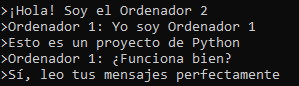 >¡Hola! Soy el Ordenador 2
>Ordenador 1: Yo soy Ordenador 1
>Esto es un proyecto de Python
>Ordenador 1: ¿Funciona bien?
>Sí, leo tus mensajes perfectamente